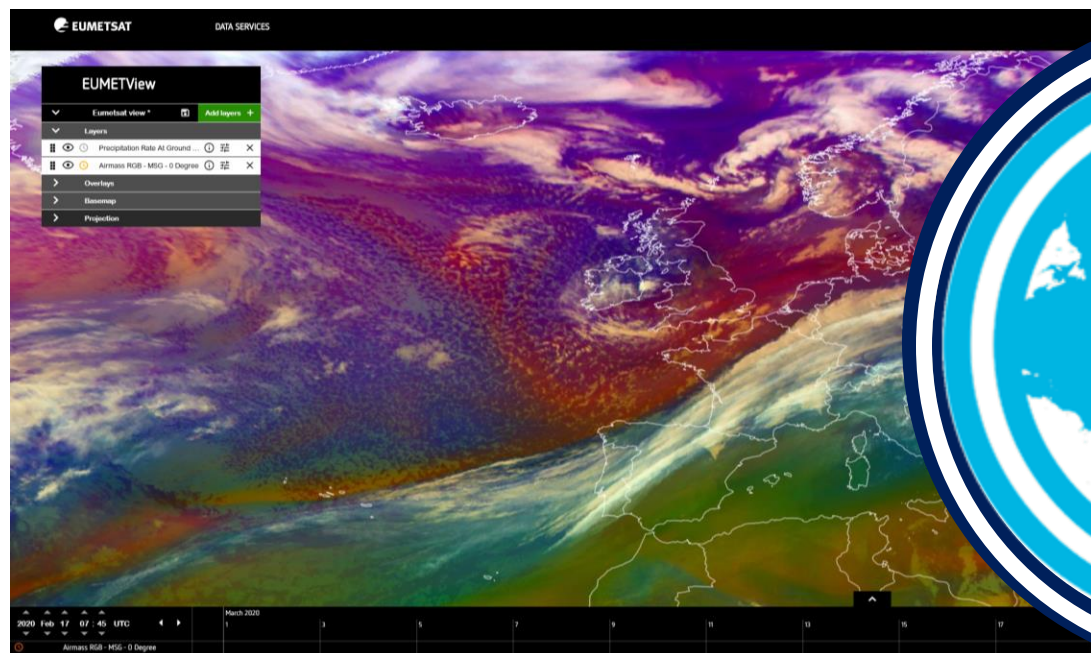 EUMETSAT
DATA SERVICES
EUMETView
Eumetsat view *
Add layers +
Layers
Precipitation Rate At Ground ...
Airmass RGB - MSG - 0 Degree
Overlays
Basemap
Projection
March 2020
2020 Feb 17 07 : 45 UTC
1 3 5 7 9 11 13 15 17
Airmass RGB - MSG - 0 Degree